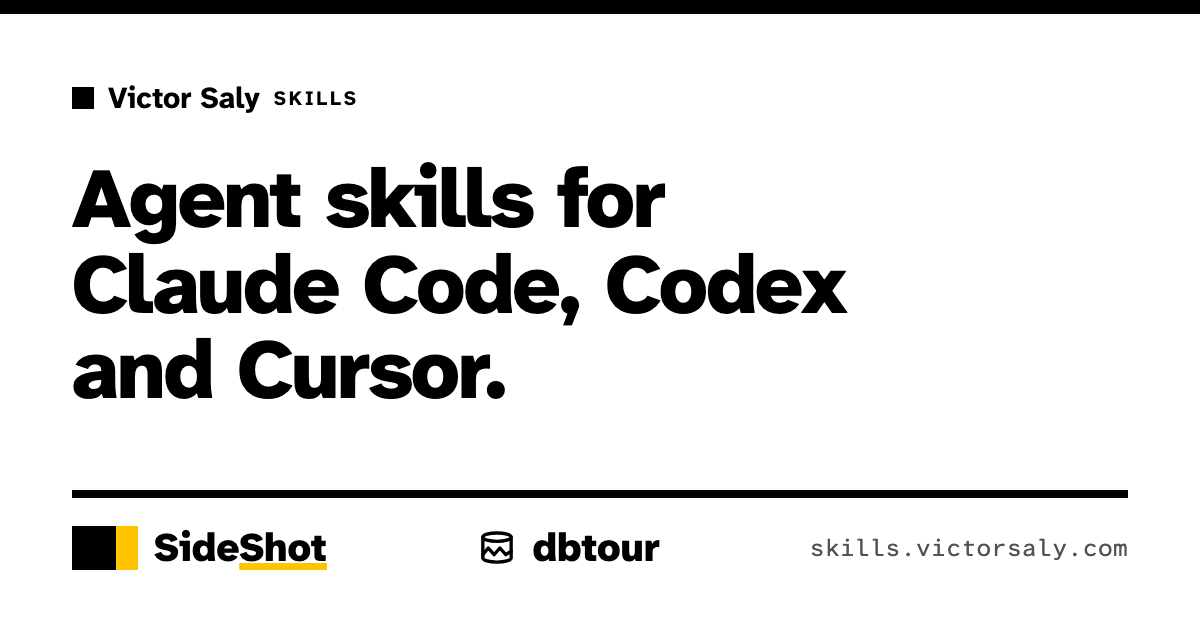 Victor Saly SKILLS
Agent skills for
Claude Code, Codex
and Cursor.
SideShot dbtour skills.victorsaly.com